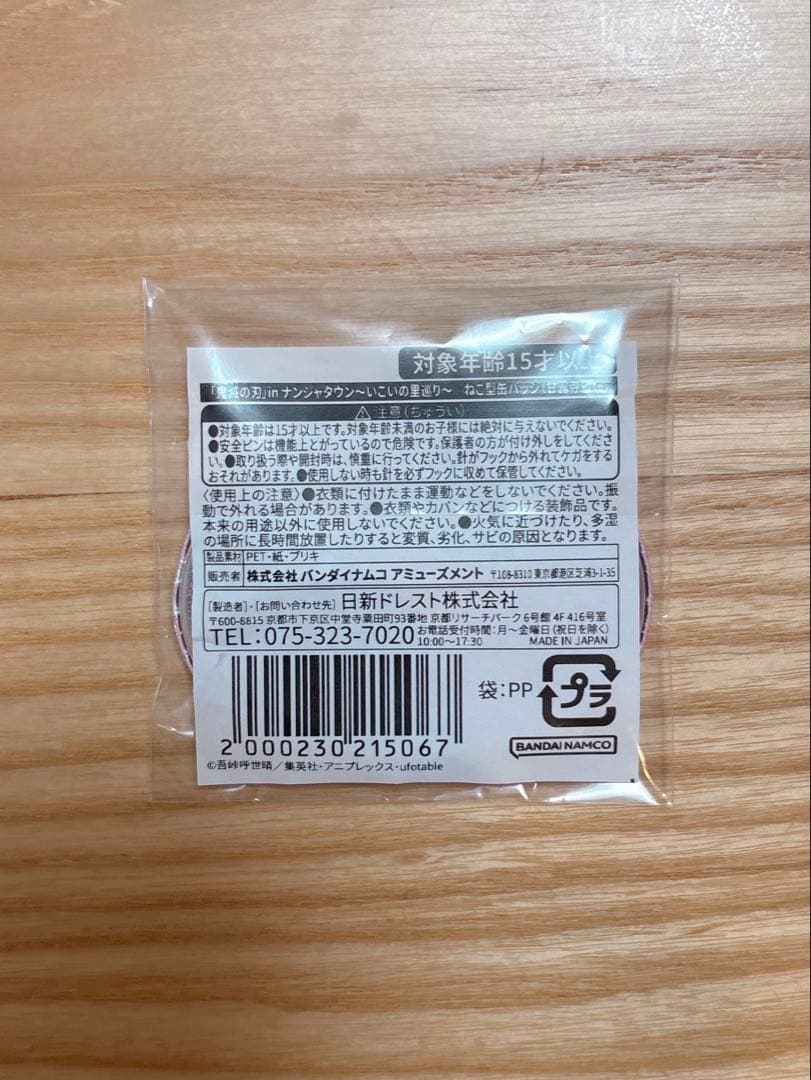 対象年齢15才以上
「鬼滅の刃」in ナンジャタウン～いこいの里巡り～ ねこ型缶バッジ
注意(ちゅうい)
●対象年齢は15才以上です。対象年齢未満のお子様には絶対に与えないでください。
●安全ピンは機能上とがっているので危険です。保護者の方が付け外しをしてくださ
い。●取り扱う際や開封時は、慎重に行ってください。針がフックから外れてケガをする
おそれがあります。●使用しない時も針を必ずフックに収めて保管してください。
〈使用上の注意〉●衣類に付けたまま運動などをしないでください。振
動で外れる場合があります。●衣類やカバンなどにつける装飾品です。
本来の用途以外に使用しないでください。●火気に近づけたり、多湿
の場所に長時間放置したりすると変質、劣化、サビの原因となります。
製品素材 PET・紙・ブリキ
販売者 株式会社 バンダイナムコ アミューズメント 〒108-8310 東京都港区芝浦3-1-35
[製造者]・[お問い合わせ先] 日新ドレスト株式会社
〒600-8815 京都市下京区中堂寺粟田町93番地 京都リサーチパーク 6号館 4F 416号室
TEL:075-323-7020 お電話受付時間:月～金曜日(祝日を除く)
10:00～17:30 MADE IN JAPAN
袋:PP プラ
2 000230 215067
BANDAI NAMCO
©吾峠呼世晴／集英社・アニプレックス・ufotable